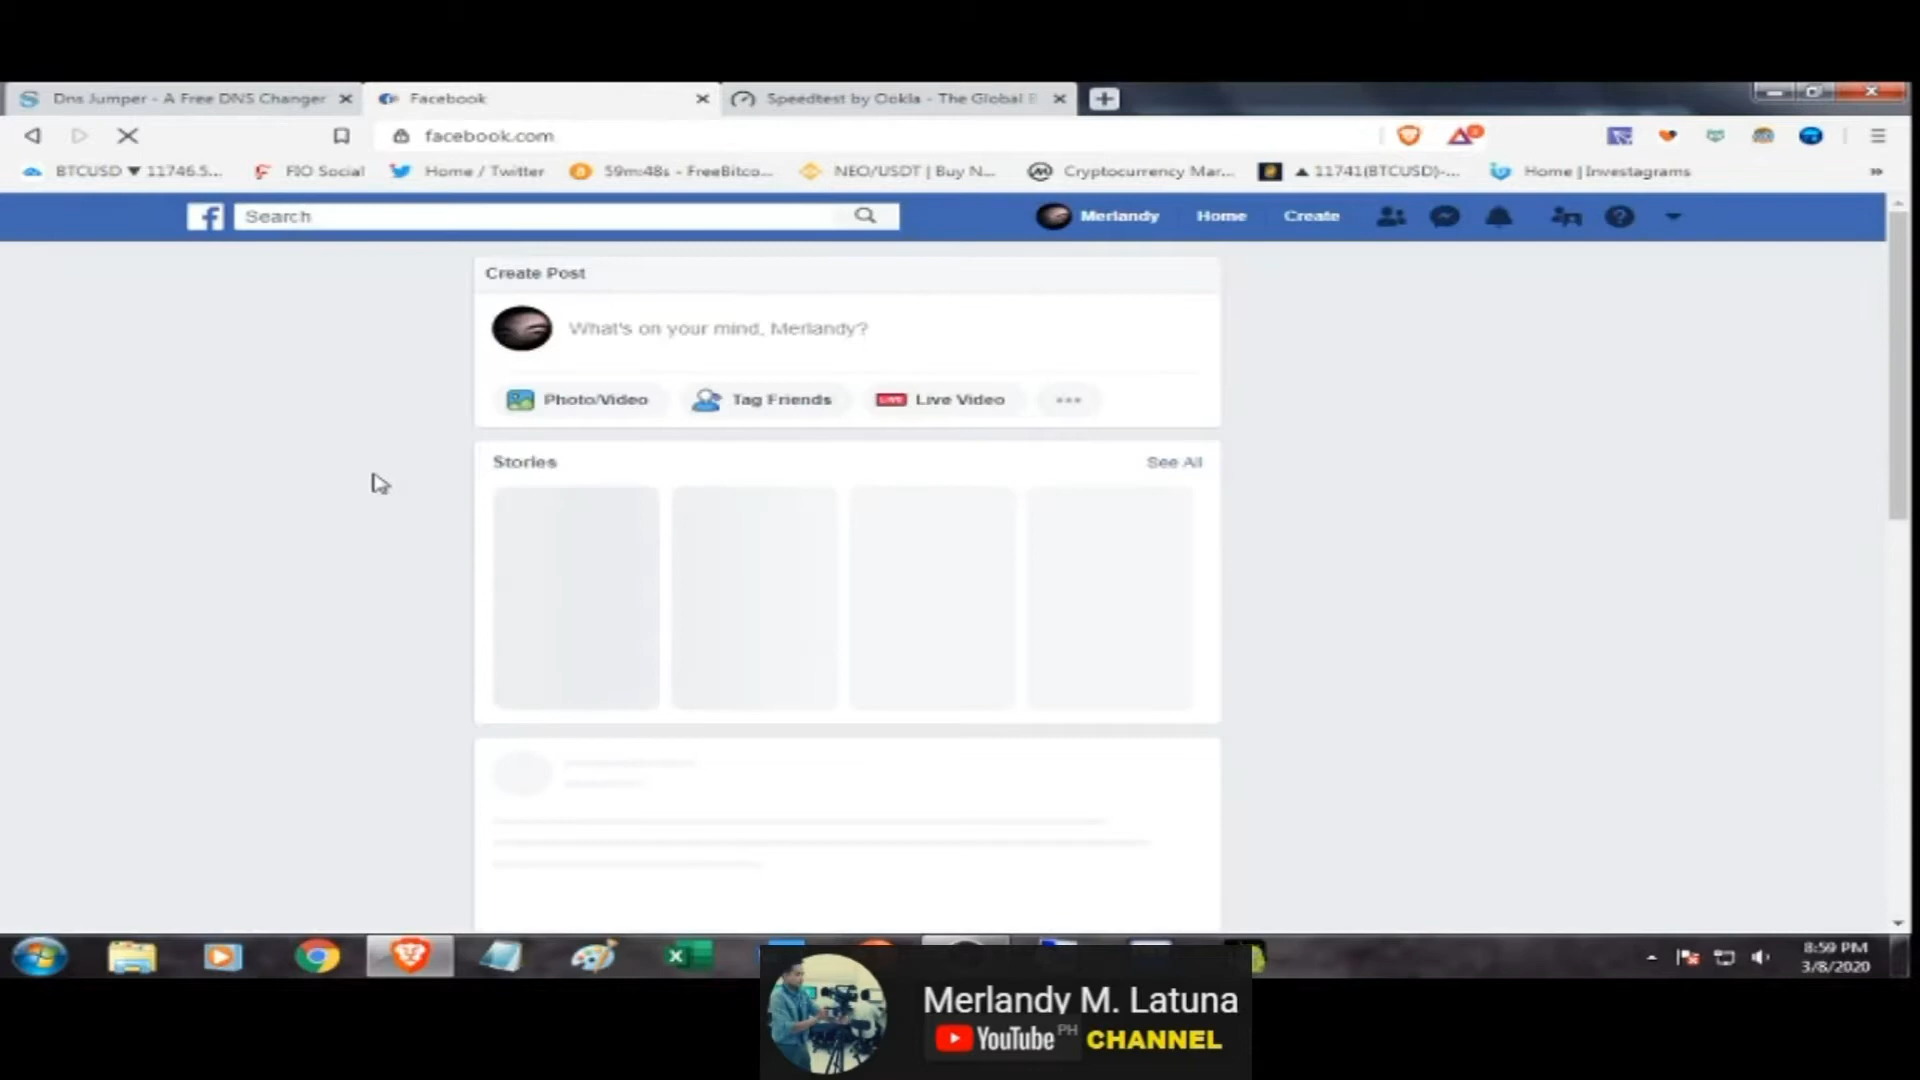 Dns Jumper - A Free DNS Changer
Facebook
Speedtest by Ookla - The Global B
facebook.com
BTCUSD ▼ 11746.5...
FIO Social
Home / Twitter
59m:48s - FreeBitco...
NEO/USDT | Buy N...
Cryptocurrency Mar...
▲ 11741(BTCUSD)-...
Home | Investagrams
Search
Merlandy
Home
Create
Create Post
What's on your mind, Merlandy?
Photo/Video
Tag Friends
LIVE
Live Video
Stories
See All
8:59 PM
3/8/2020
Merlandy M. Latuna
YouTube PH CHANNEL